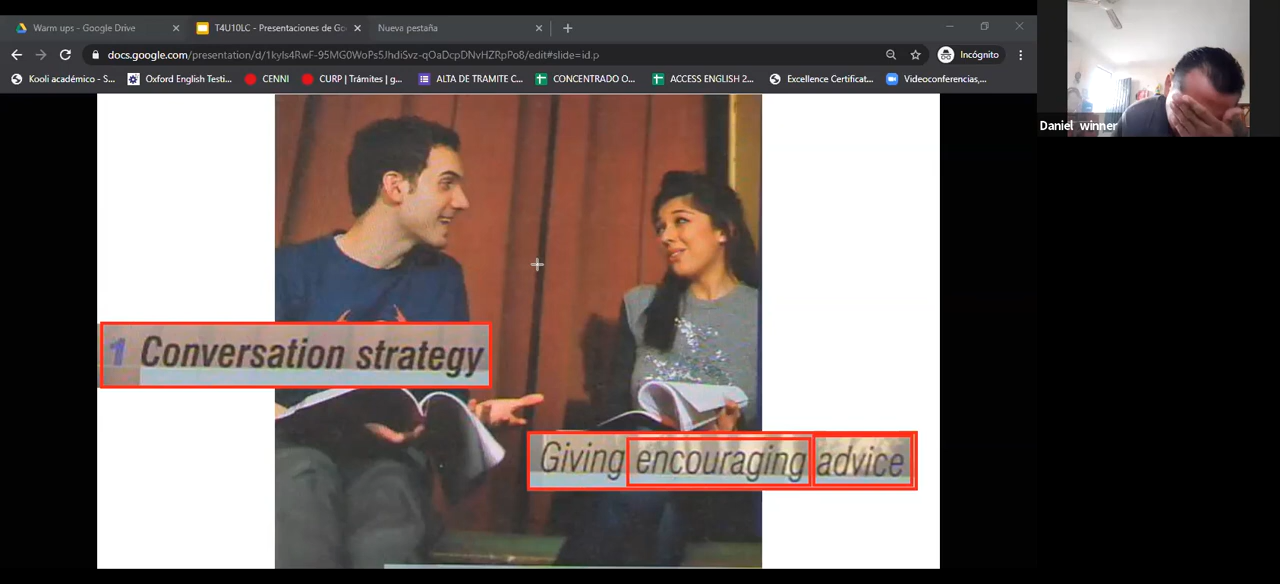 Warm ups - Google Drive
T4U10LC - Presentaciones de Go
Nueva pestaña
docs.google.com/presentation/d/1kyls4RwF-95MG0WoPs5JhdiSvz-qOaDcpDNvHZRpPo8/edit#slide=id.p
Incógnito
Kooli académico - S...
Oxford English Testi...
CENNI
CURP | Trámites | g...
ALTA DE TRAMITE C...
CONCENTRADO O...
ACCESS ENGLISH 2...
Excellence Certificat...
Videoconferencias,...
Daniel winner
1 Conversation strategy
Giving encouraging advice